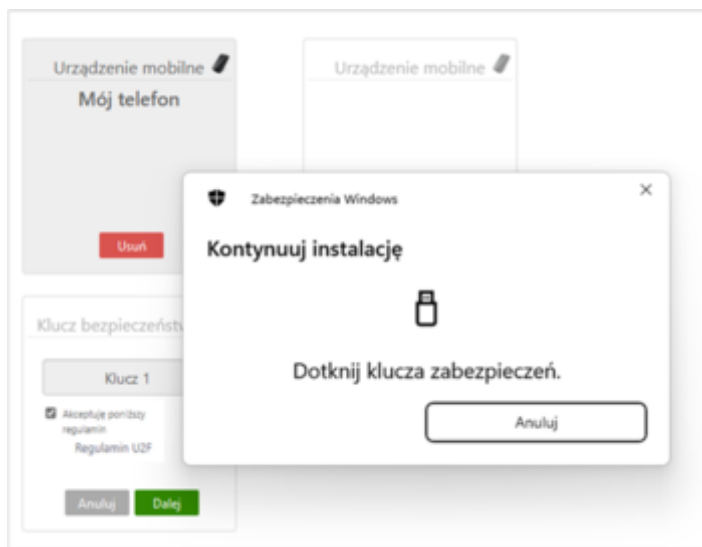 Urządzenie mobilne
Mój telefon
Usuń
Urządzenie mobilne
Zabezpieczenia Windows
Kontynuuj instalację
Dotknij klucza zabezpieczeń.
Anuluj
Klucz bezpieczeństw
Klucz 1
Akceptuję poniższy
regulamin
Regulamin U2F
Anuluj
Dalej